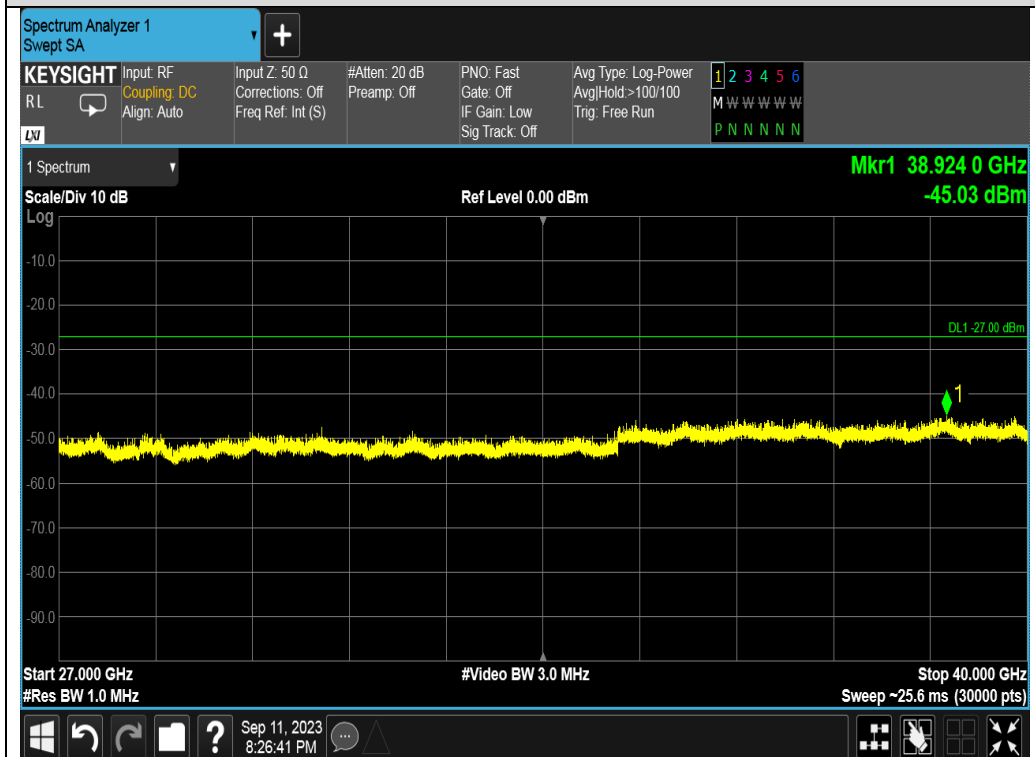 Spectrum Analyzer 1
Swept SA
+
KEYSIGHT
RL
LXI
Input: RF
Coupling: DC
Align: Auto
Input Z: 50 Ω
Corrections: Off
Freq Ref: Int (S)
#Atten: 20 dB
Preamp: Off
PNO: Fast
Gate: Off
IF Gain: Low
Sig Track: Off
Avg Type: Log-Power
Avg|Hold:>100/100
Trig: Free Run
1 2 3 4 5 6
M W W W W W
P N N N N N
1 Spectrum
Mkr1 38.924 0 GHz
-45.03 dBm
Scale/Div 10 dB
Ref Level 0.00 dBm
Log
-10.0
-20.0
DL1 -27.00 dBm
-30.0
-40.0
1
-50.0
-60.0
-70.0
-80.0
-90.0
Start 27.000 GHz
#Video BW 3.0 MHz
Stop 40.000 GHz
#Res BW 1.0 MHz
Sweep ~25.6 ms (30000 pts)
?
Sep 11, 2023
8:26:41 PM